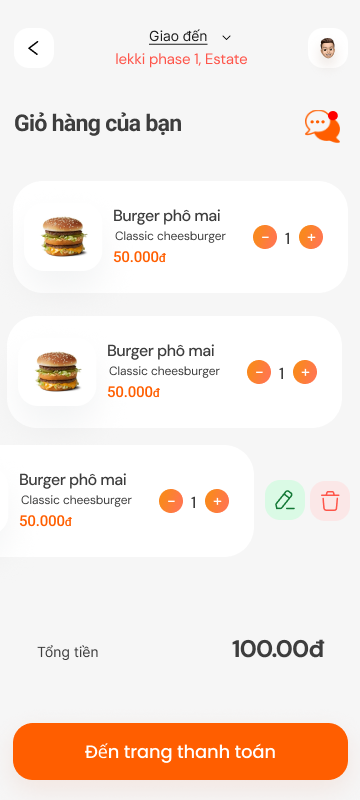 Giao đến
lekki phase 1, Estate
Giỏ hàng của bạn
Burger phô mai
Classic cheesburger
50.000đ
- 1 +
Burger phô mai
Classic cheesburger
50.000đ
- 1 +
Burger phô mai
Classic cheesburger
50.000đ
- 1 +
Tổng tiền
100.00đ
Đến trang thanh toán